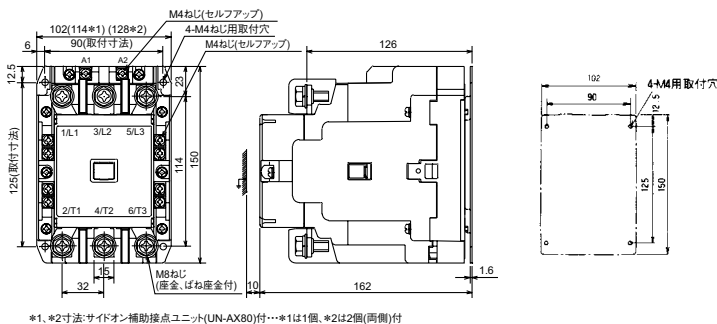 M4ねじ(セルフアップ)
102(114*1) (128*2)
4-M4ねじ用取付穴
6
90(取付寸法)
M4ねじ(セルフアップ)
A1
A2
12.5
23
1/L1
3/L2
5/L3
125(取付寸法)
114
150
2/T1
4/T2
6/T3
15
32
M8ねじ
(座金、ばね座金付)
126
10
162
1.6
102
4-M4用取付穴
90
12.5
125
150
*1、*2寸法:サイドオン補助接点ユニット(UN-AX80)付…*1は1個、*2は2個(両側)付